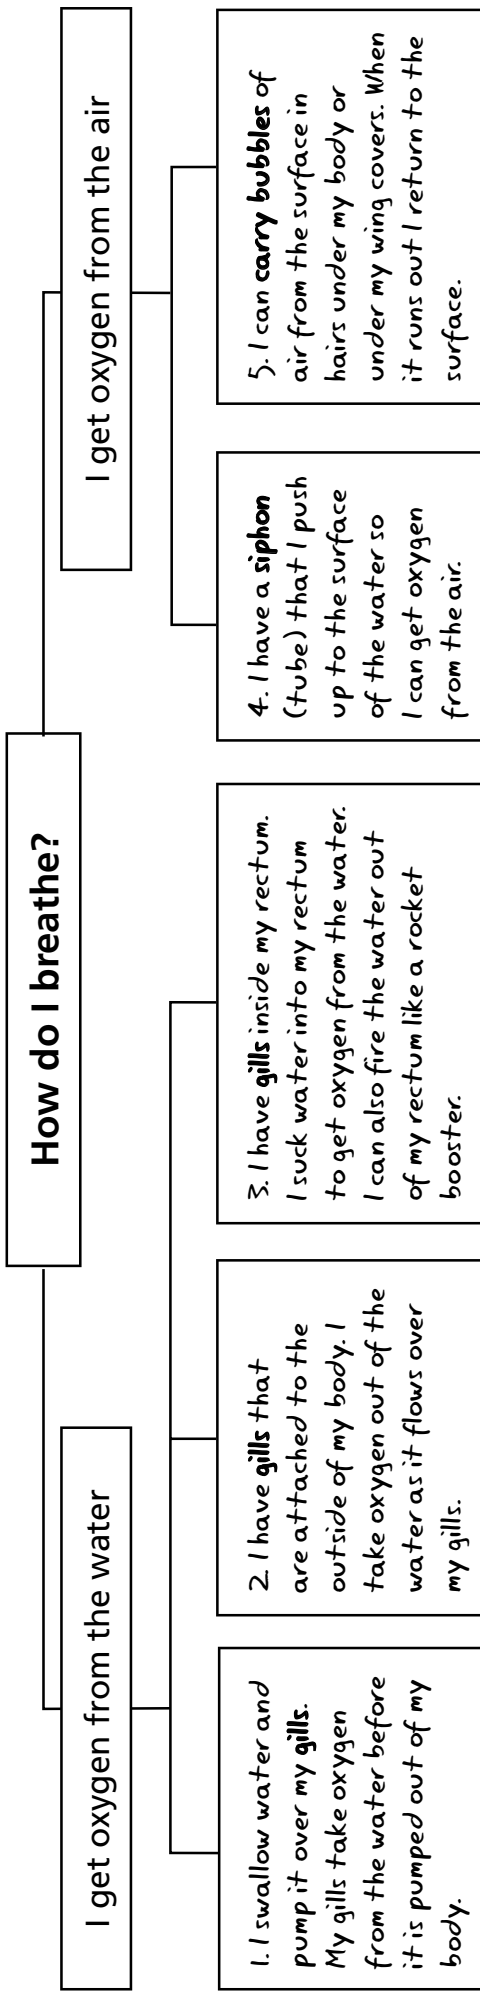 How do I breathe?
I get oxygen from the water
I get oxygen from the air
1. I swallow water and
pump it over my gills.
My gills take oxygen
from the water before
it is pumped out of my
body.
2. I have gills that
are attached to the
outside of my body. I
take oxygen out of the
water as it flows over
my gills.
3. I have gills inside my rectum.
I suck water into my rectum
to get oxygen from the water.
I can also fire the water out
of my rectum like a rocket
booster.
4. I have a siphon
(tube) that I push
up to the surface
of the water so
I can get oxygen
from the air.
5. I can carry bubbles of
air from the surface in
hairs under my body or
under my wing covers. When
it runs out I return to the
surface.